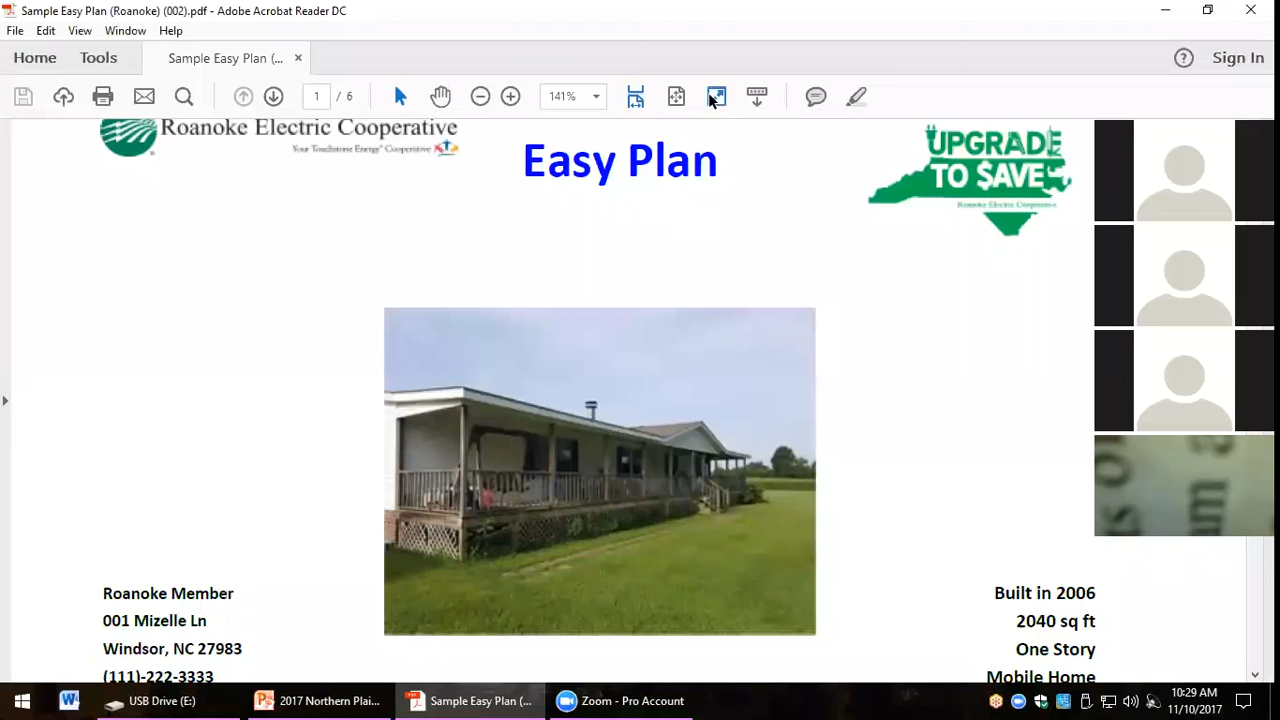 Sample Easy Plan (Roanoke) (002).pdf - Adobe Acrobat Reader DC
File Edit View Window Help
Home Tools Sample Easy Plan (... × Sign In
1 / 6 141%
Roanoke Electric Cooperative
Your Touchstone Energy® Cooperative
Easy Plan
UPGRADE
TO $AVE
Roanoke Electric Cooperative
Roanoke Member
001 Mizelle Ln
Windsor, NC 27983
(111)-222-3333
Built in 2006
2040 sq ft
One Story
Mobile Home
USB Drive (E:) 2017 Northern Plai... Sample Easy Plan (... Zoom - Pro Account
10:29 AM
11/10/2017